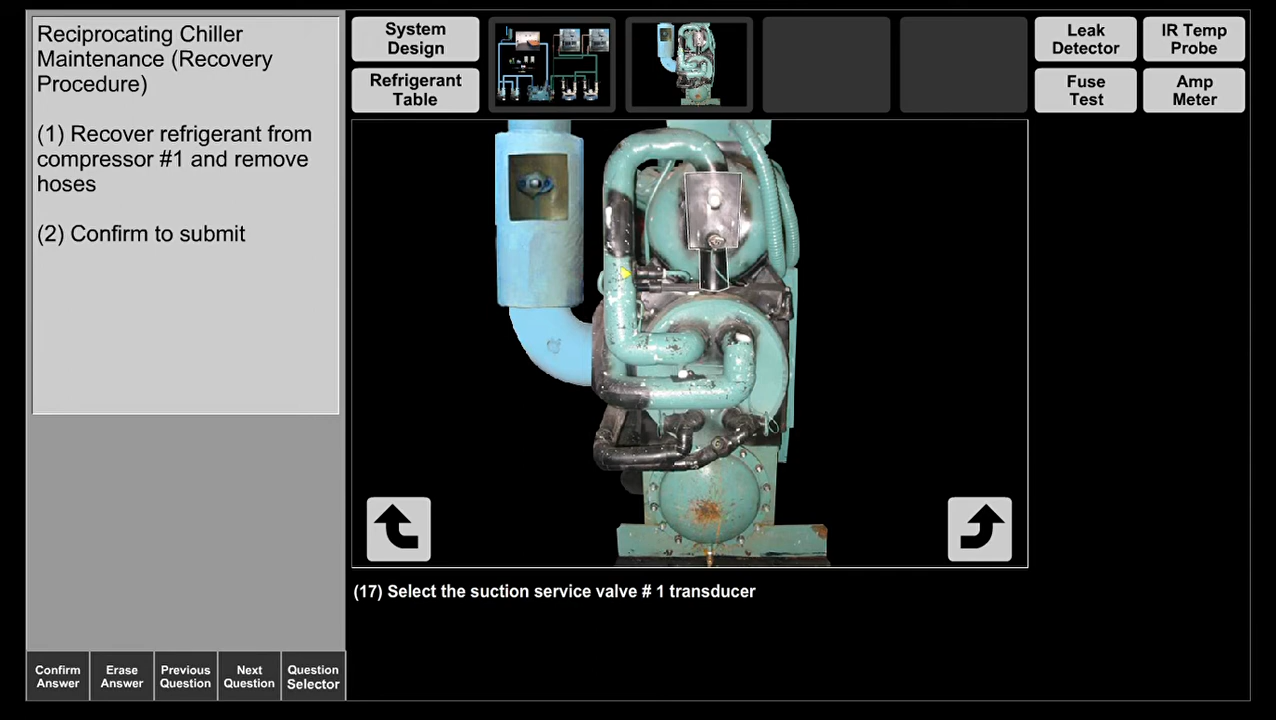 Reciprocating Chiller
Maintenance (Recovery
Procedure)
(1) Recover refrigerant from
compressor #1 and remove
hoses
(2) Confirm to submit
System
Design
Refrigerant
Table
Leak
Detector
IR Temp
Probe
Fuse
Test
Amp
Meter
(17) Select the suction service valve # 1 transducer
Confirm
Answer
Erase
Answer
Previous
Question
Next
Question
Question
Selector